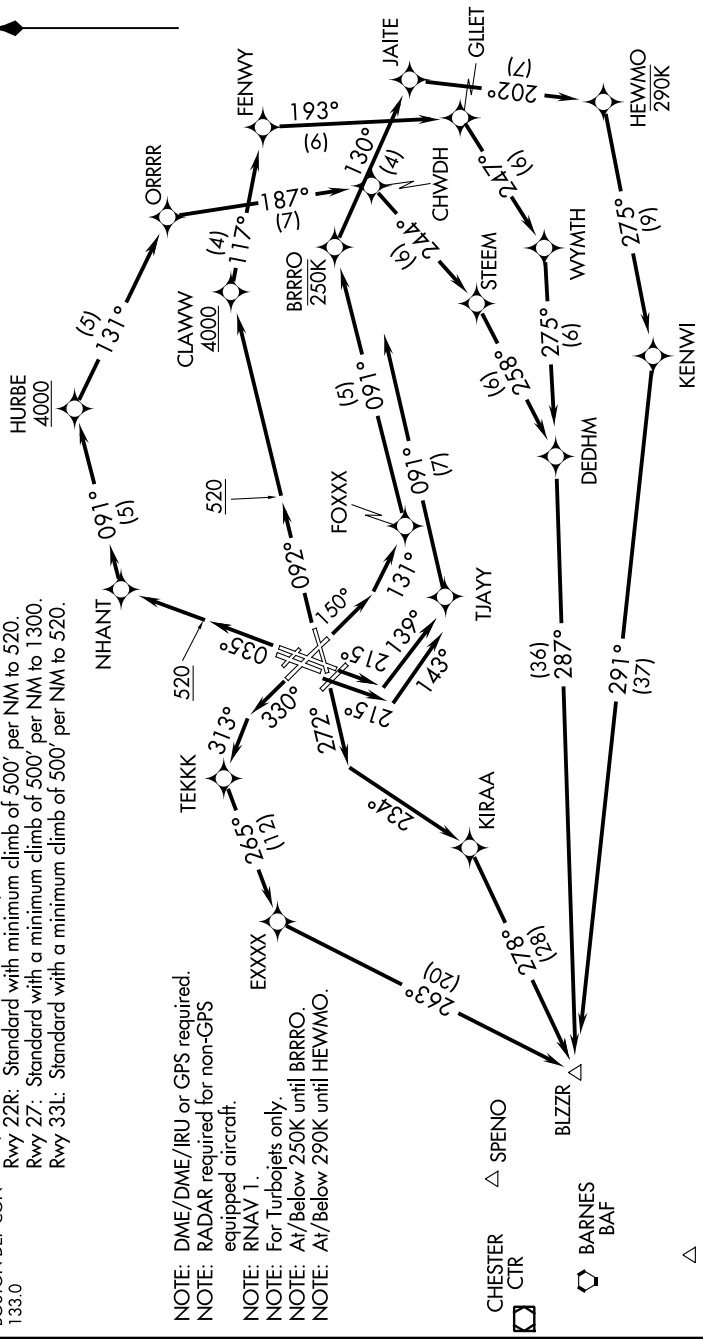 133.0
Rwy 22R: Standard with minimum climb of 500' per NM to 520.
Rwy 27: Standard with a minimum climb of 500' per NM to 1300.
Rwy 33L: Standard with a minimum climb of 500' per NM to 520.
NOTE: DME/DME/IRU or GPS required.
NOTE: RADAR required for non-GPS
equipped aircraft.
NOTE: RNAV 1.
NOTE: For Turbojets only.
NOTE: At/Below 250K until BRRRO.
NOTE: At/Below 290K until HEWMO.
HURBE
4000
131°
(5)
ORRRR
091°
(5)
NHANT
520
035°
CLAWW
4000
117°
(4)
FENWY
187°
(7)
193°
(6)
520
092°
BRRRO
250K
130°
(4)
JAITE
GLLET
CHWDH
202°
(7)
HEWMO
290K
091°
(5)
FOXXX
150°
131°
091°
(7)
TJAYY
215°
139°
215°
143°
244°
(6)
STEEM
247°
(6)
WYMTH
258°
(6)
275°
(6)
DEDHM
275°
(9)
KENWI
TEKKK
313°
330°
265°
(12)
EXXXX
272°
234°
KIRAA
263°
(20)
278°
(28)
287°
(36)
291°
(37)
BLZZR
SPENO
CHESTER
CTR
BARNES
BAF